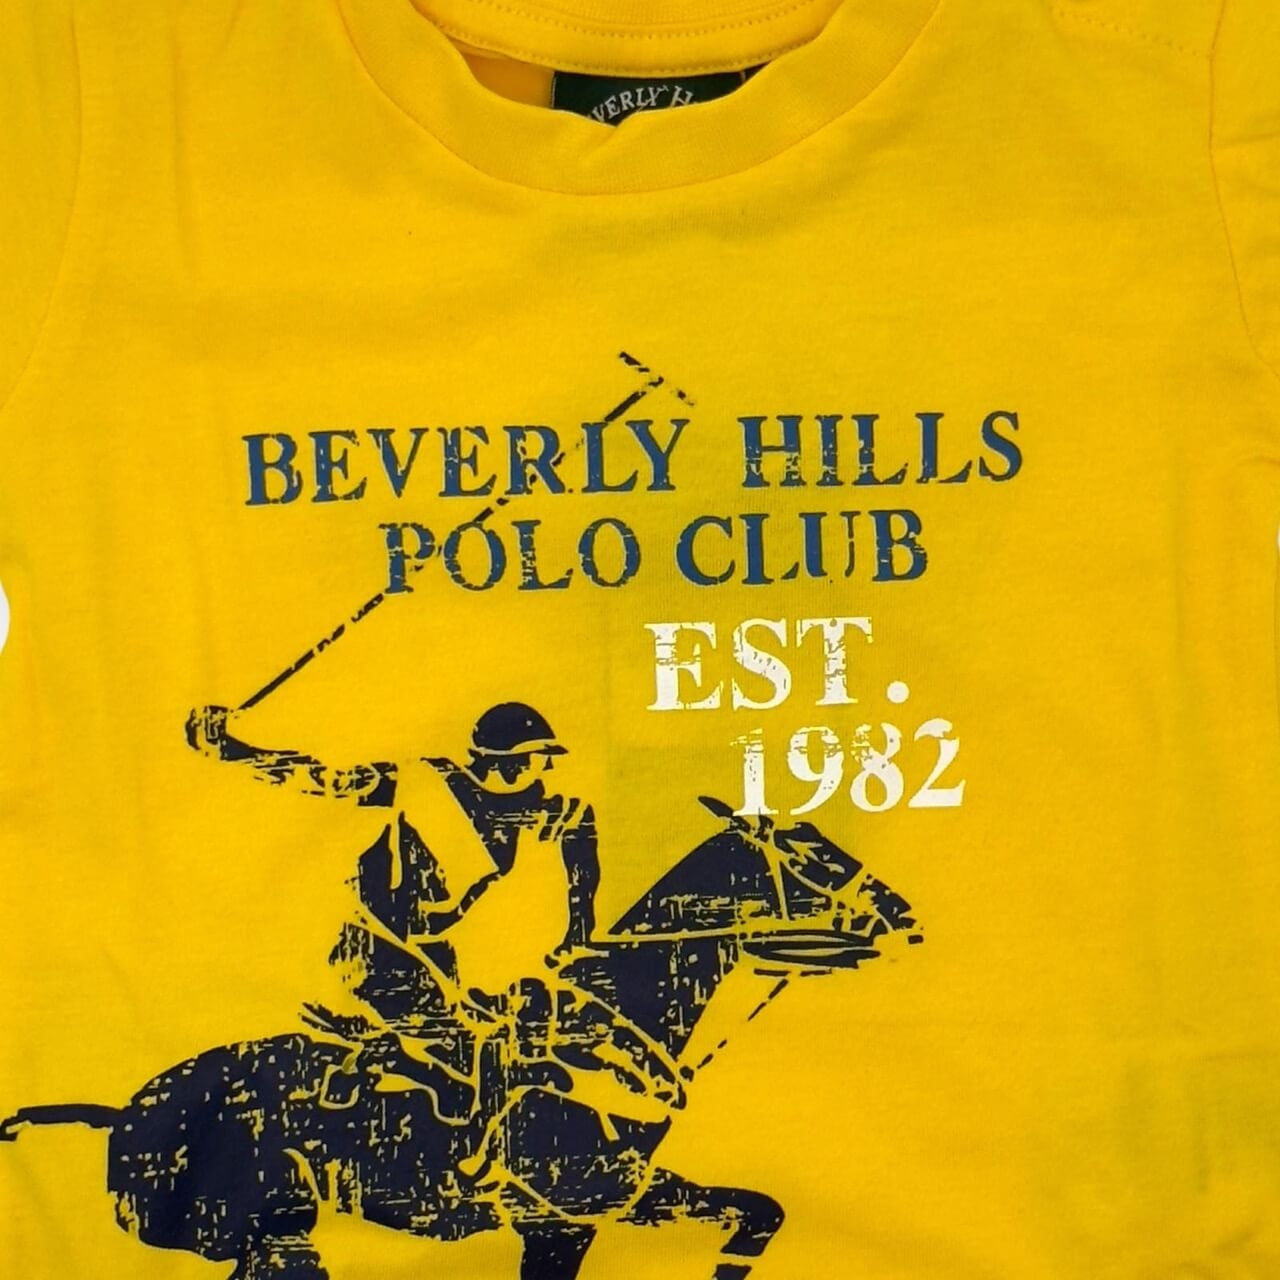 BEVERLY HILLS
POLO CLUB
EST.
1982